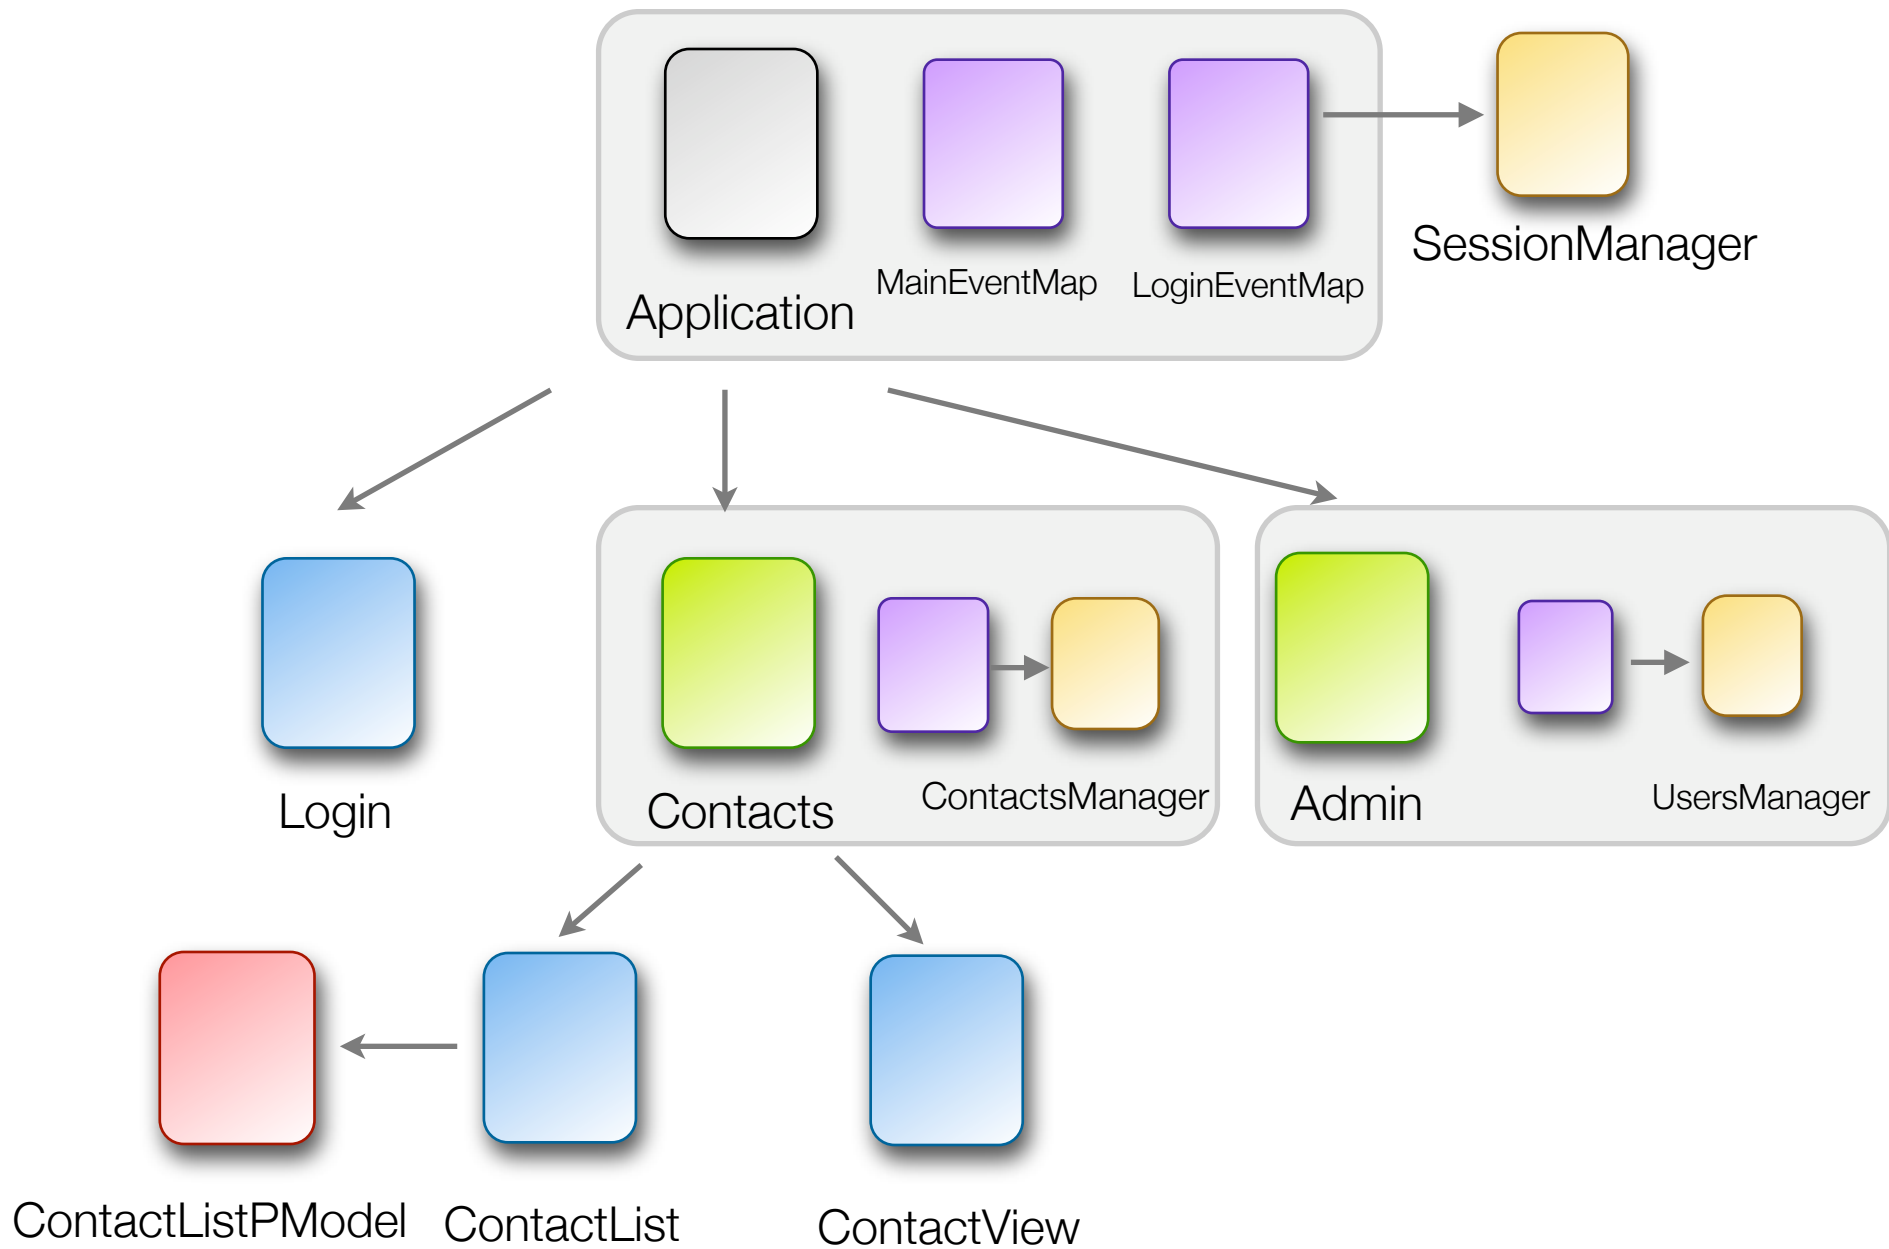 SessionManager
MainEventMap
LoginEventMap
Application
Login
Contacts
ContactsManager
Admin
UsersManager
ContactListPModel
ContactList
ContactView